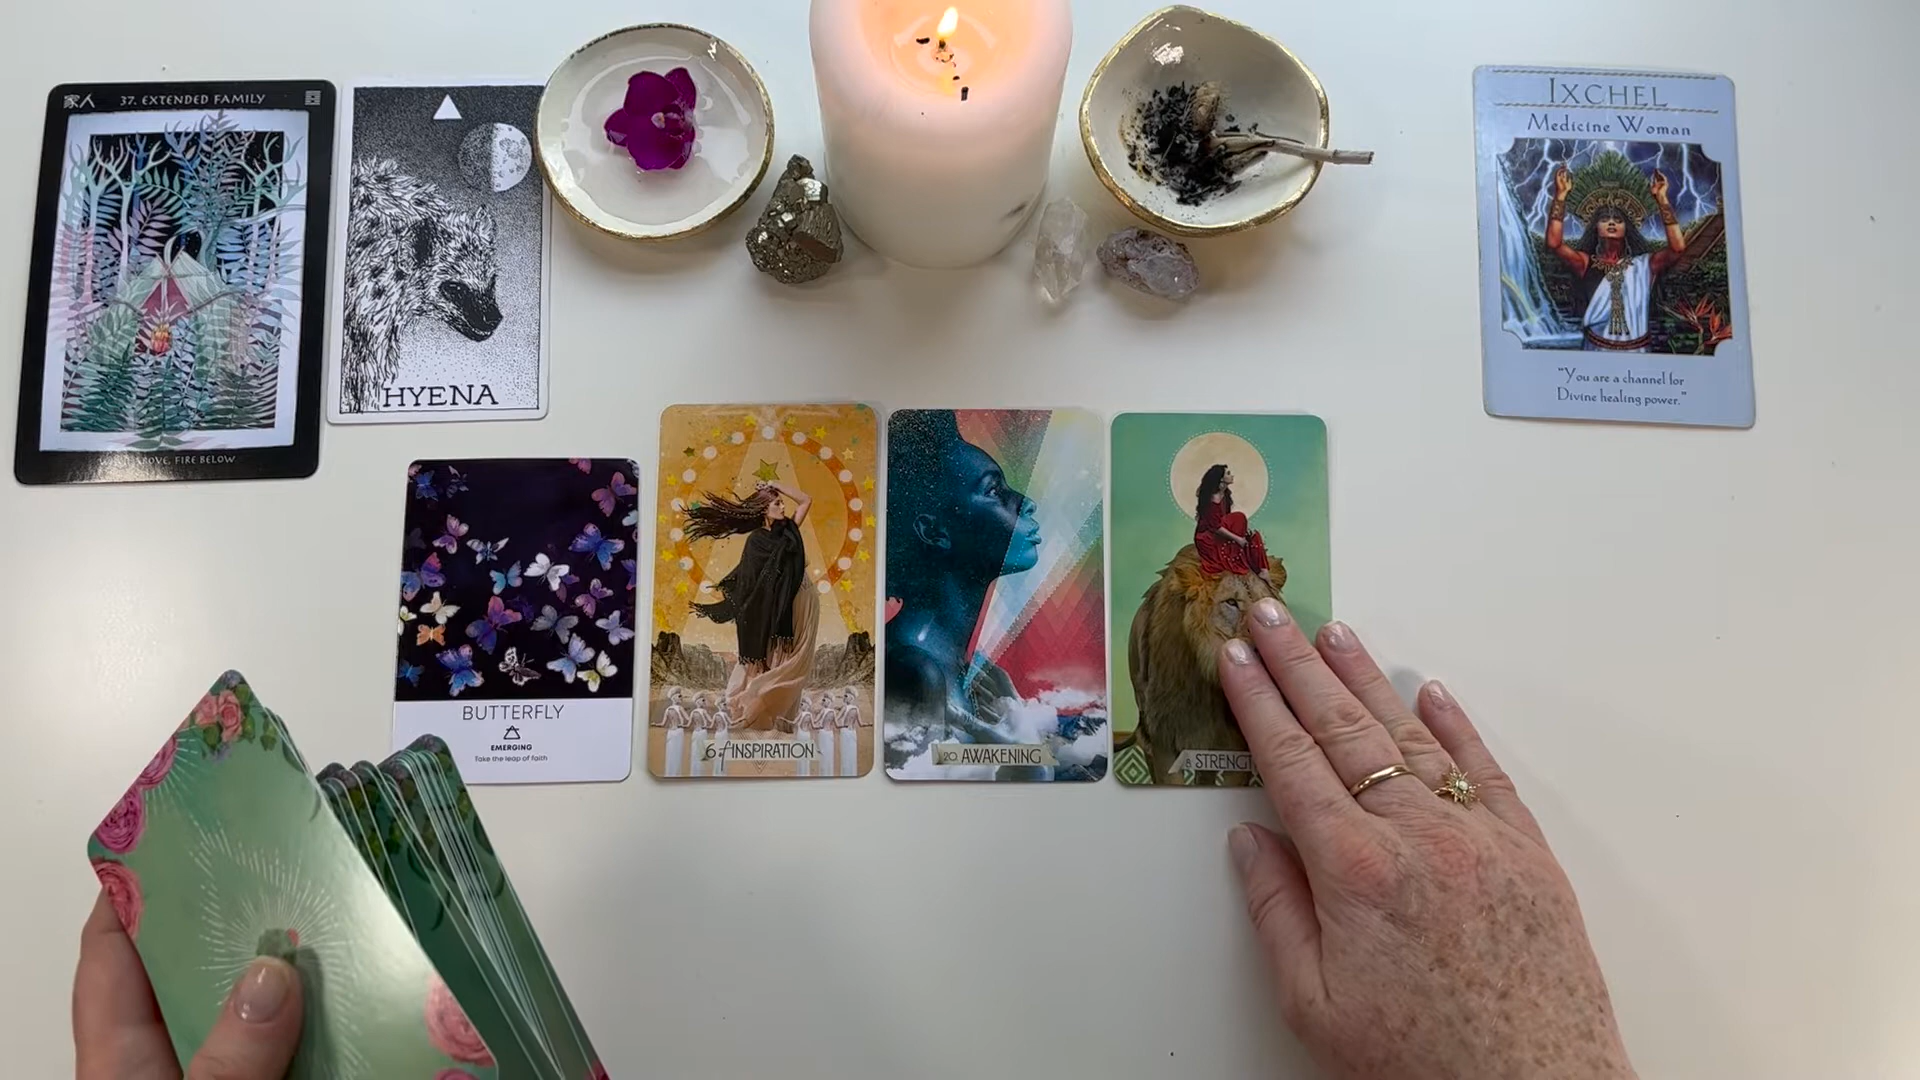 家人 37. EXTENDED FAMILY
ABOVE, FIRE BELOW
HYENA
IXCHEL
Medicine Woman
"You are a channel for
Divine healing power."
BUTTERFLY
EMERGING
Take the leap of faith
6 of INSPIRATION
20. AWAKENING
8 STRENGT